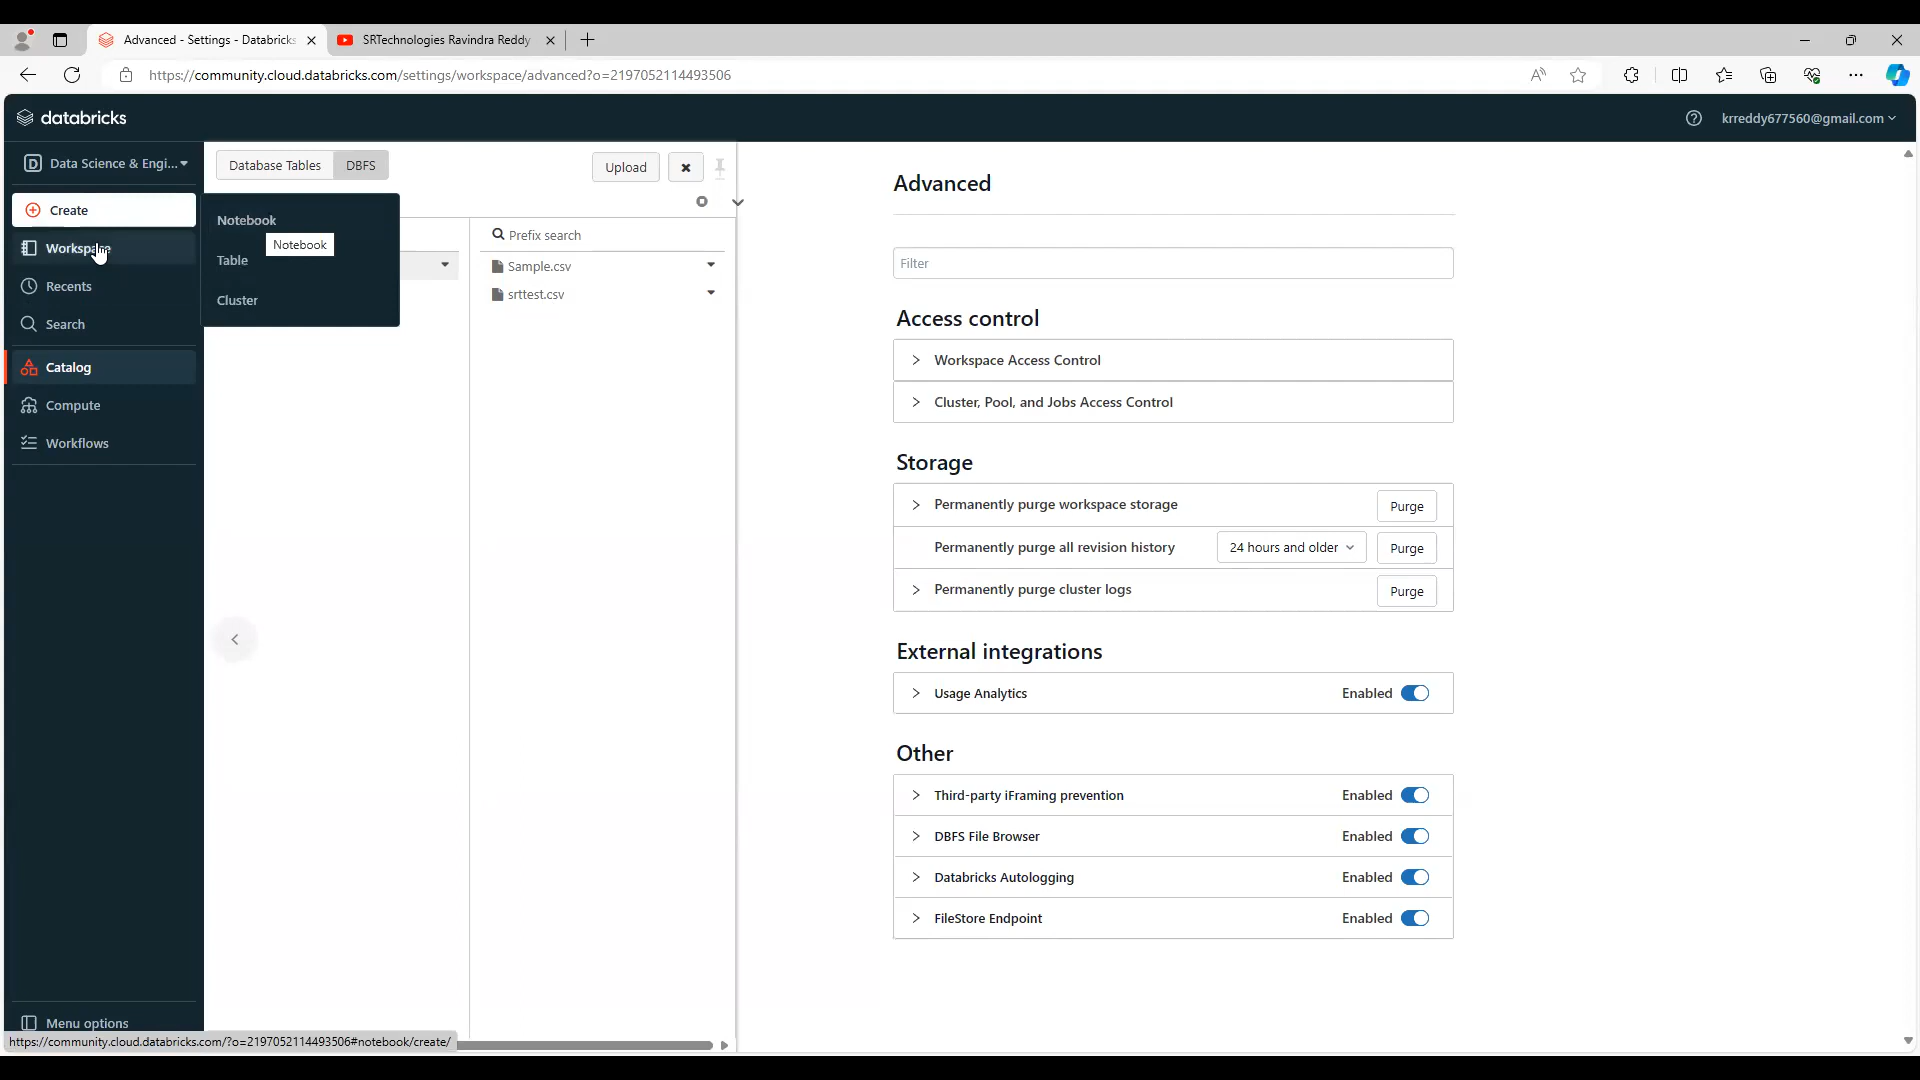 Advanced - Settings - Databricks
SRTechnologies Ravindra Reddy
https://community.cloud.databricks.com/settings/workspace/advanced?o=2197052114493506
databricks
krreddy677560@gmail.com
Data Science & Engi...
Database Tables
DBFS
Upload
Create
Workspace
Recents
Search
Catalog
Compute
Workflows
Menu options
Notebook
Notebook
Table
Cluster
Prefix search
Sample.csv
srttest.csv
Advanced
Filter
Access control
Workspace Access Control
Cluster, Pool, and Jobs Access Control
Storage
Permanently purge workspace storage Purge
Permanently purge all revision history 24 hours and older Purge
Permanently purge cluster logs Purge
External integrations
Usage Analytics Enabled
Other
Third-party iFraming prevention Enabled
DBFS File Browser Enabled
Databricks Autologging Enabled
FileStore Endpoint Enabled
https://community.cloud.databricks.com/?o=2197052114493506#notebook/create/